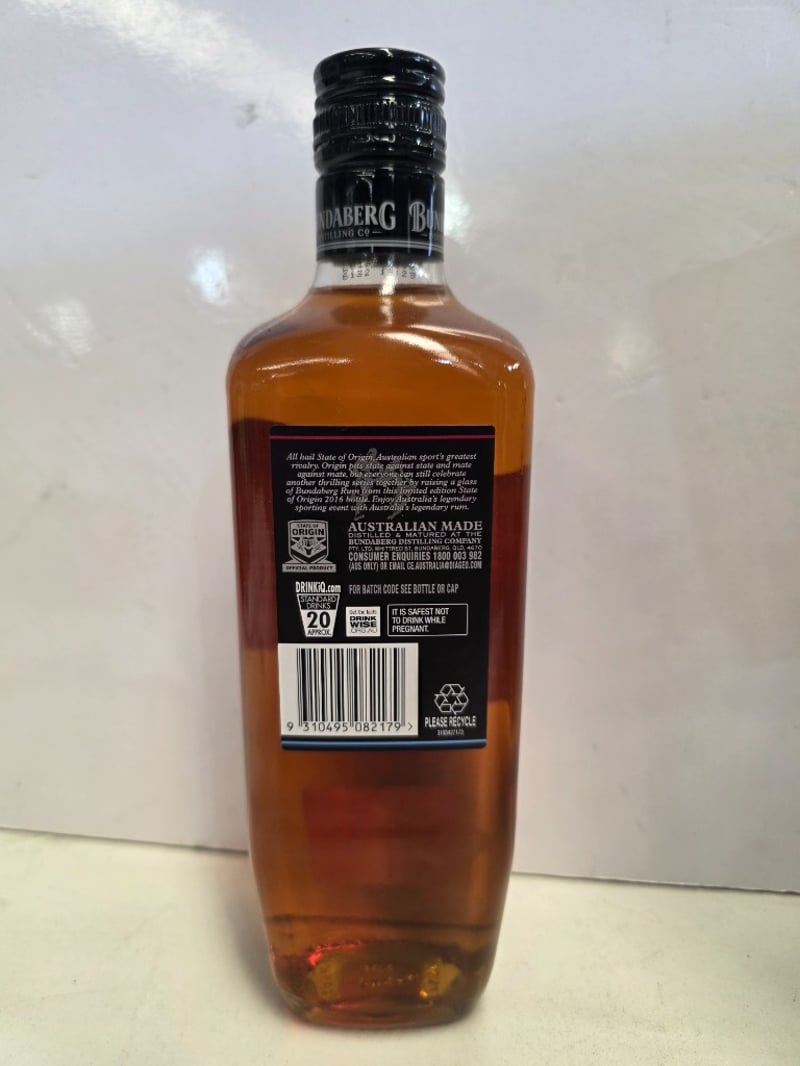 NDABERG BUN
TILLING Cº
All hail State of Origin, Australian sport's greatest
rivalry. Origin pits state against state and mate
against mate, but everyone can still celebrate
another thrilling series together by raising a glass
of Bundaberg Rum from this limited edition State
of Origin 2016 bottle. Enjoy Australia's legendary
sporting event with Australia's legendary rum.
STATE OF
ORIGIN
OFFICIAL PRODUCT
AUSTRALIAN MADE
DISTILLED & MATURED AT THE
BUNDABERG DISTILLING COMPANY
PTY. LTD. WHITTRED ST, BUNDABERG, QLD, 4670
CONSUMER ENQUIRIES 1800 003 982
(AUS ONLY) OR EMAIL CE.AUSTRALIA@DIAGEO.COM
DRINKiQ.com
FOR BATCH CODE SEE BOTTLE OR CAP
STANDARD
DRINKS
20
APPROX.
Get the facts
DRINK
WISE
.ORG.AU
IT IS SAFEST NOT
TO DRINK WHILE
PREGNANT.
9 310495 082179 >
PLEASE RECYCLE